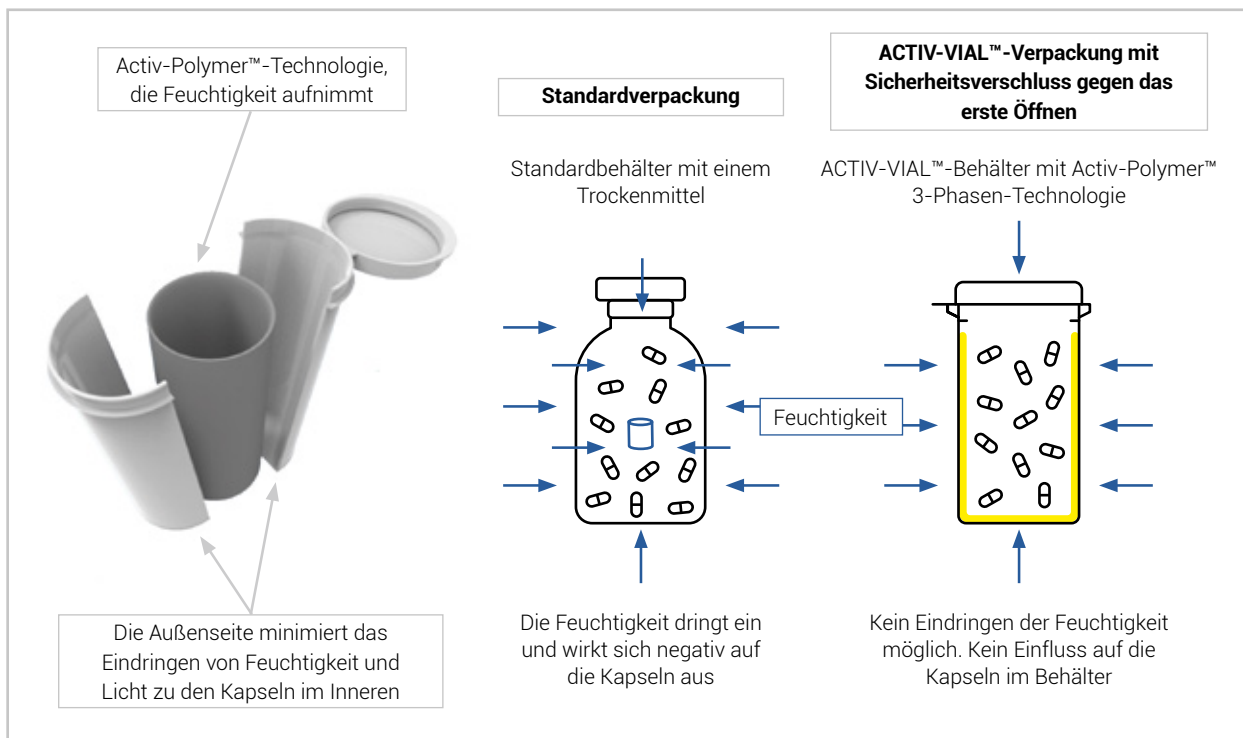 Activ-Polymer™-Technologie,
die Feuchtigkeit aufnimmt
Die Außenseite minimiert das
Eindringen von Feuchtigkeit und
Licht zu den Kapseln im Inneren
Standardverpackung
Standardbehälter mit einem
Trockenmittel
Die Feuchtigkeit dringt ein
und wirkt sich negativ auf
die Kapseln aus
Feuchtigkeit
ACTIV-VIAL™-Verpackung mit
Sicherheitsverschluss gegen das
erste Öffnen
ACTIV-VIAL™-Behälter mit Activ-Polymer™
3-Phasen-Technologie
Kein Eindringen der Feuchtigkeit
möglich. Kein Einfluss auf die
Kapseln im Behälter